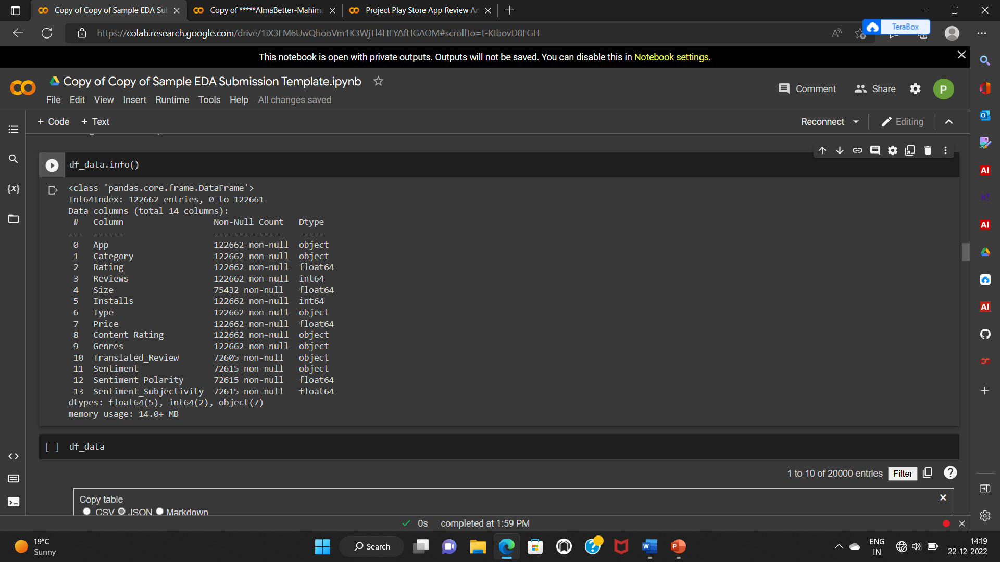 Copy of Copy of Sample EDA Su
Copy of *****AlmaBetter-Mahima
Project Play Store App Review An
https://colab.research.google.com/drive/1iX3FM6UwQhooVm1K3WjTl4HFYAfHGAOM#scrollTo=t-KlbovD8FGH
TeraBox
This notebook is open with private outputs. Outputs will not be saved. You can disable this in Notebook settings.
Copy of Copy of Sample EDA Submission Template.ipynb
Comment
Share
P
File Edit View Insert Runtime Tools Help All changes saved
+ Code + Text
Reconnect
Editing
df_data.info()
<class 'pandas.core.frame.DataFrame'>
Int64Index: 122662 entries, 0 to 122661
Data columns (total 14 columns):
# Column Non-Null Count Dtype
--- ------ -------------- -----
0 App 122662 non-null object
1 Category 122662 non-null object
2 Rating 122662 non-null float64
3 Reviews 122662 non-null int64
4 Size 75432 non-null float64
5 Installs 122662 non-null int64
6 Type 122662 non-null object
7 Price 122662 non-null float64
8 Content Rating 122662 non-null object
9 Genres 122662 non-null object
10 Translated_Review 72605 non-null object
11 Sentiment 72615 non-null object
12 Sentiment_Polarity 72615 non-null float64
13 Sentiment_Subjectivity 72615 non-null float64
dtypes: float64(5), int64(2), object(7)
memory usage: 14.0+ MB
[ ] df_data
1 to 10 of 20000 entries Filter
Copy table
CSV JSON Markdown
0s completed at 1:59 PM
19°C
Sunny
Search
ENG
IN
14:19
22-12-2022